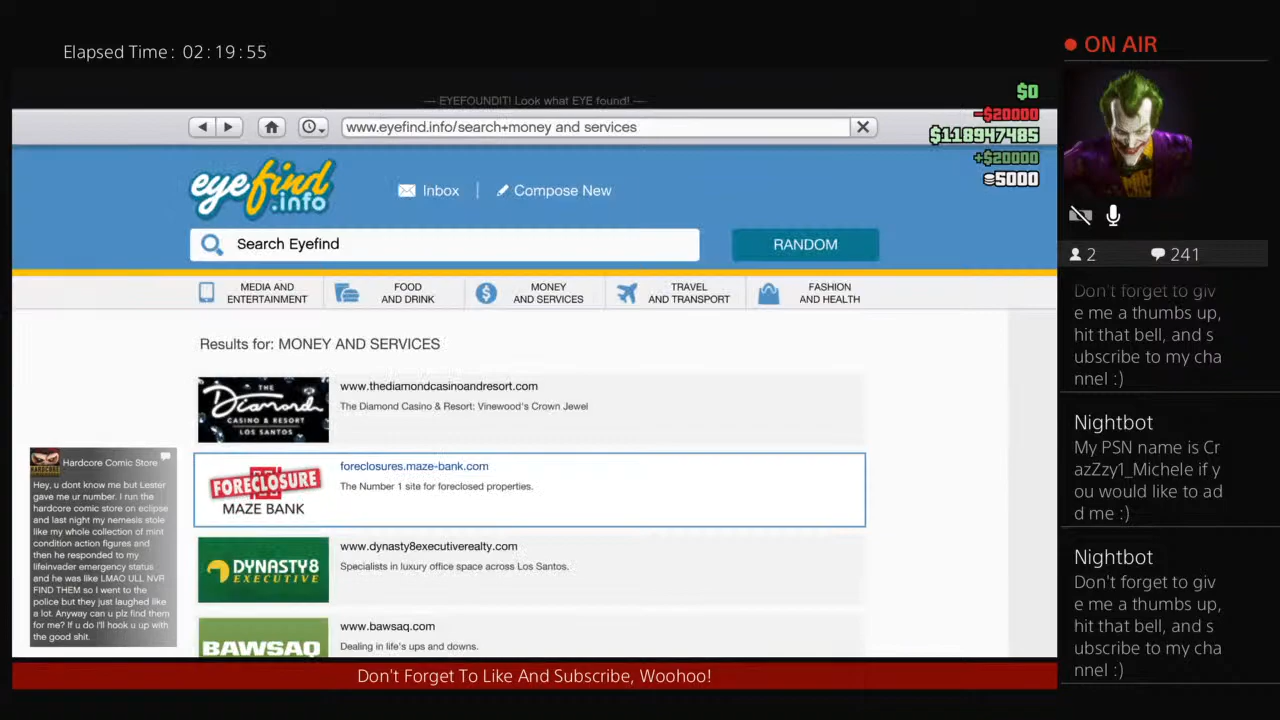 Elapsed Time: 02:19:55
ON AIR
— EYEFOUNDIT! Look what EYE found! —
$0
-$20000
$118947485
+$20000
5000
www.eyefind.info/search+money and services
eyefind
.info
Inbox
Compose New
Search Eyefind
RANDOM
MEDIA AND
ENTERTAINMENT
FOOD
AND DRINK
MONEY
AND SERVICES
TRAVEL
AND TRANSPORT
FASHION
AND HEALTH
Results for: MONEY AND SERVICES
THE
Diamond
CASINO & RESORT
LOS SANTOS
www.thediamondcasinoandresort.com
The Diamond Casino & Resort: Vinewood's Crown Jewel
FORECLOSURE
MAZE BANK
foreclosures.maze-bank.com
The Number 1 site for foreclosed properties.
DYNASTY8
EXECUTIVE
www.dynasty8executiverealty.com
Specialists in luxury office space across Los Santos.
BAWSAQ
www.bawsaq.com
Dealing in life's ups and downs.
HARDCORE
Hardcore Comic Store
Hey, u dont know me but Lester
gave me ur number. I run the
hardcore comic store on eclipse
and last night my nemesis stole
like my whole collection of mint
condition action figures and
then he responded to my
lifeinvader emergency status
and he was like LMAO ULL NVR
FIND THEM so I went to the
police but they just laughed like
a lot. Anyway can u plz find them
for me? If u do I'll hook u up with
the good shit.
Don't Forget To Like And Subscribe, Woohoo!
2
241
Don't forget to giv
e me a thumbs up,
hit that bell, and s
ubscribe to my cha
nnel :)
Nightbot
My PSN name is Cr
azZzy1_Michele if y
ou would like to ad
d me :)
Nightbot
Don't forget to giv
e me a thumbs up,
hit that bell, and s
ubscribe to my cha
nnel :)